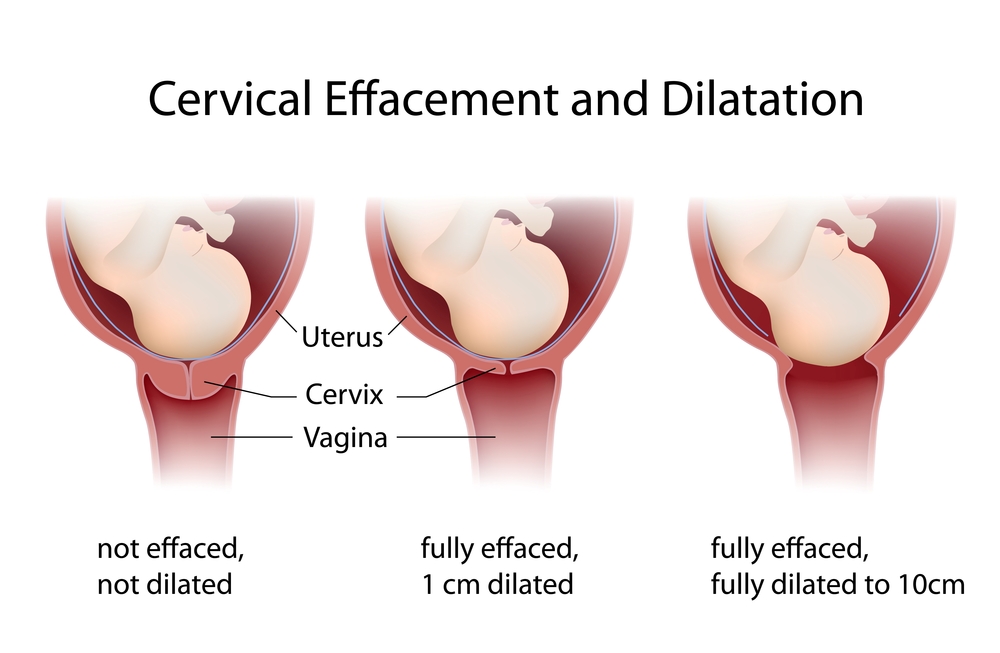 Cervical Effacement and Dilatation
Uterus
Cervix
Vagina
not effaced,
not dilated
fully effaced,
1 cm dilated
fully effaced,
fully dilated to 10cm